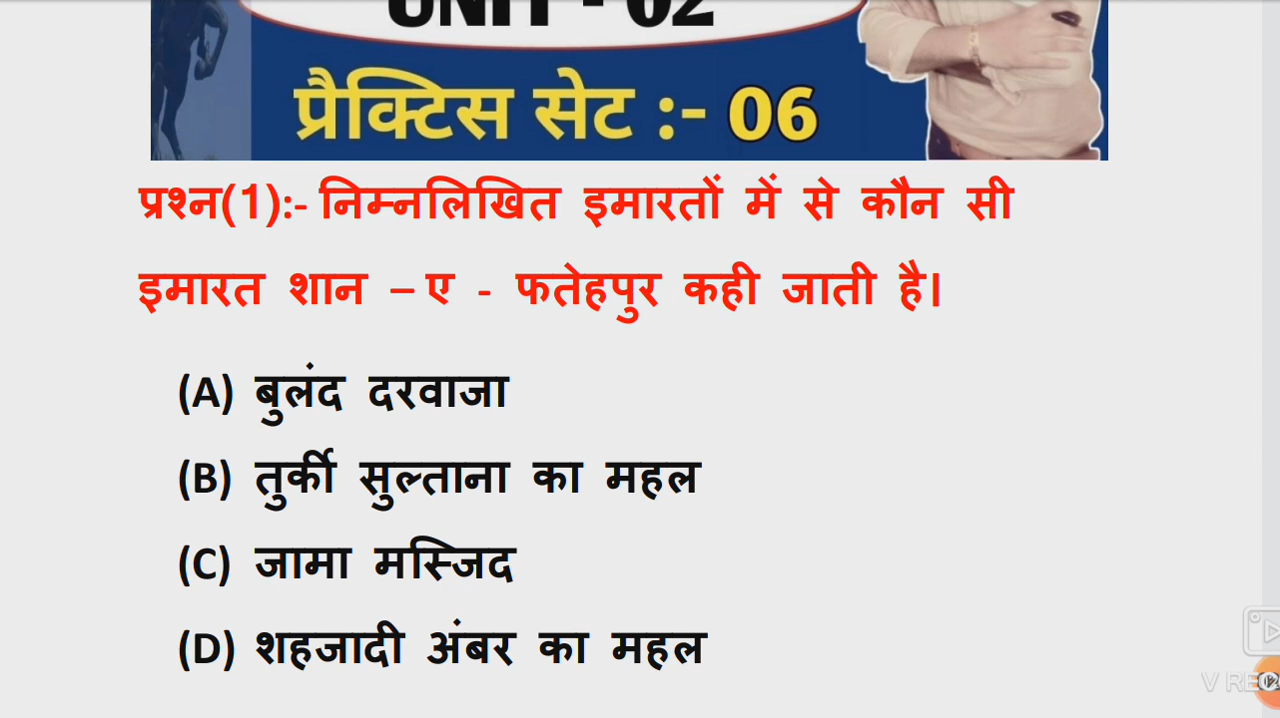 UNIT - 02
प्रैक्टिस सेट :- 06
प्रश्न(1):- निम्नलिखित इमारतों में से कौन सी
इमारत शान – ए - फतेहपुर कही जाती है।
(A) बुलंद दरवाजा
(B) तुर्की सुल्ताना का महल
(C) जामा मस्जिद
(D) शहजादी अंबर का महल
V REC